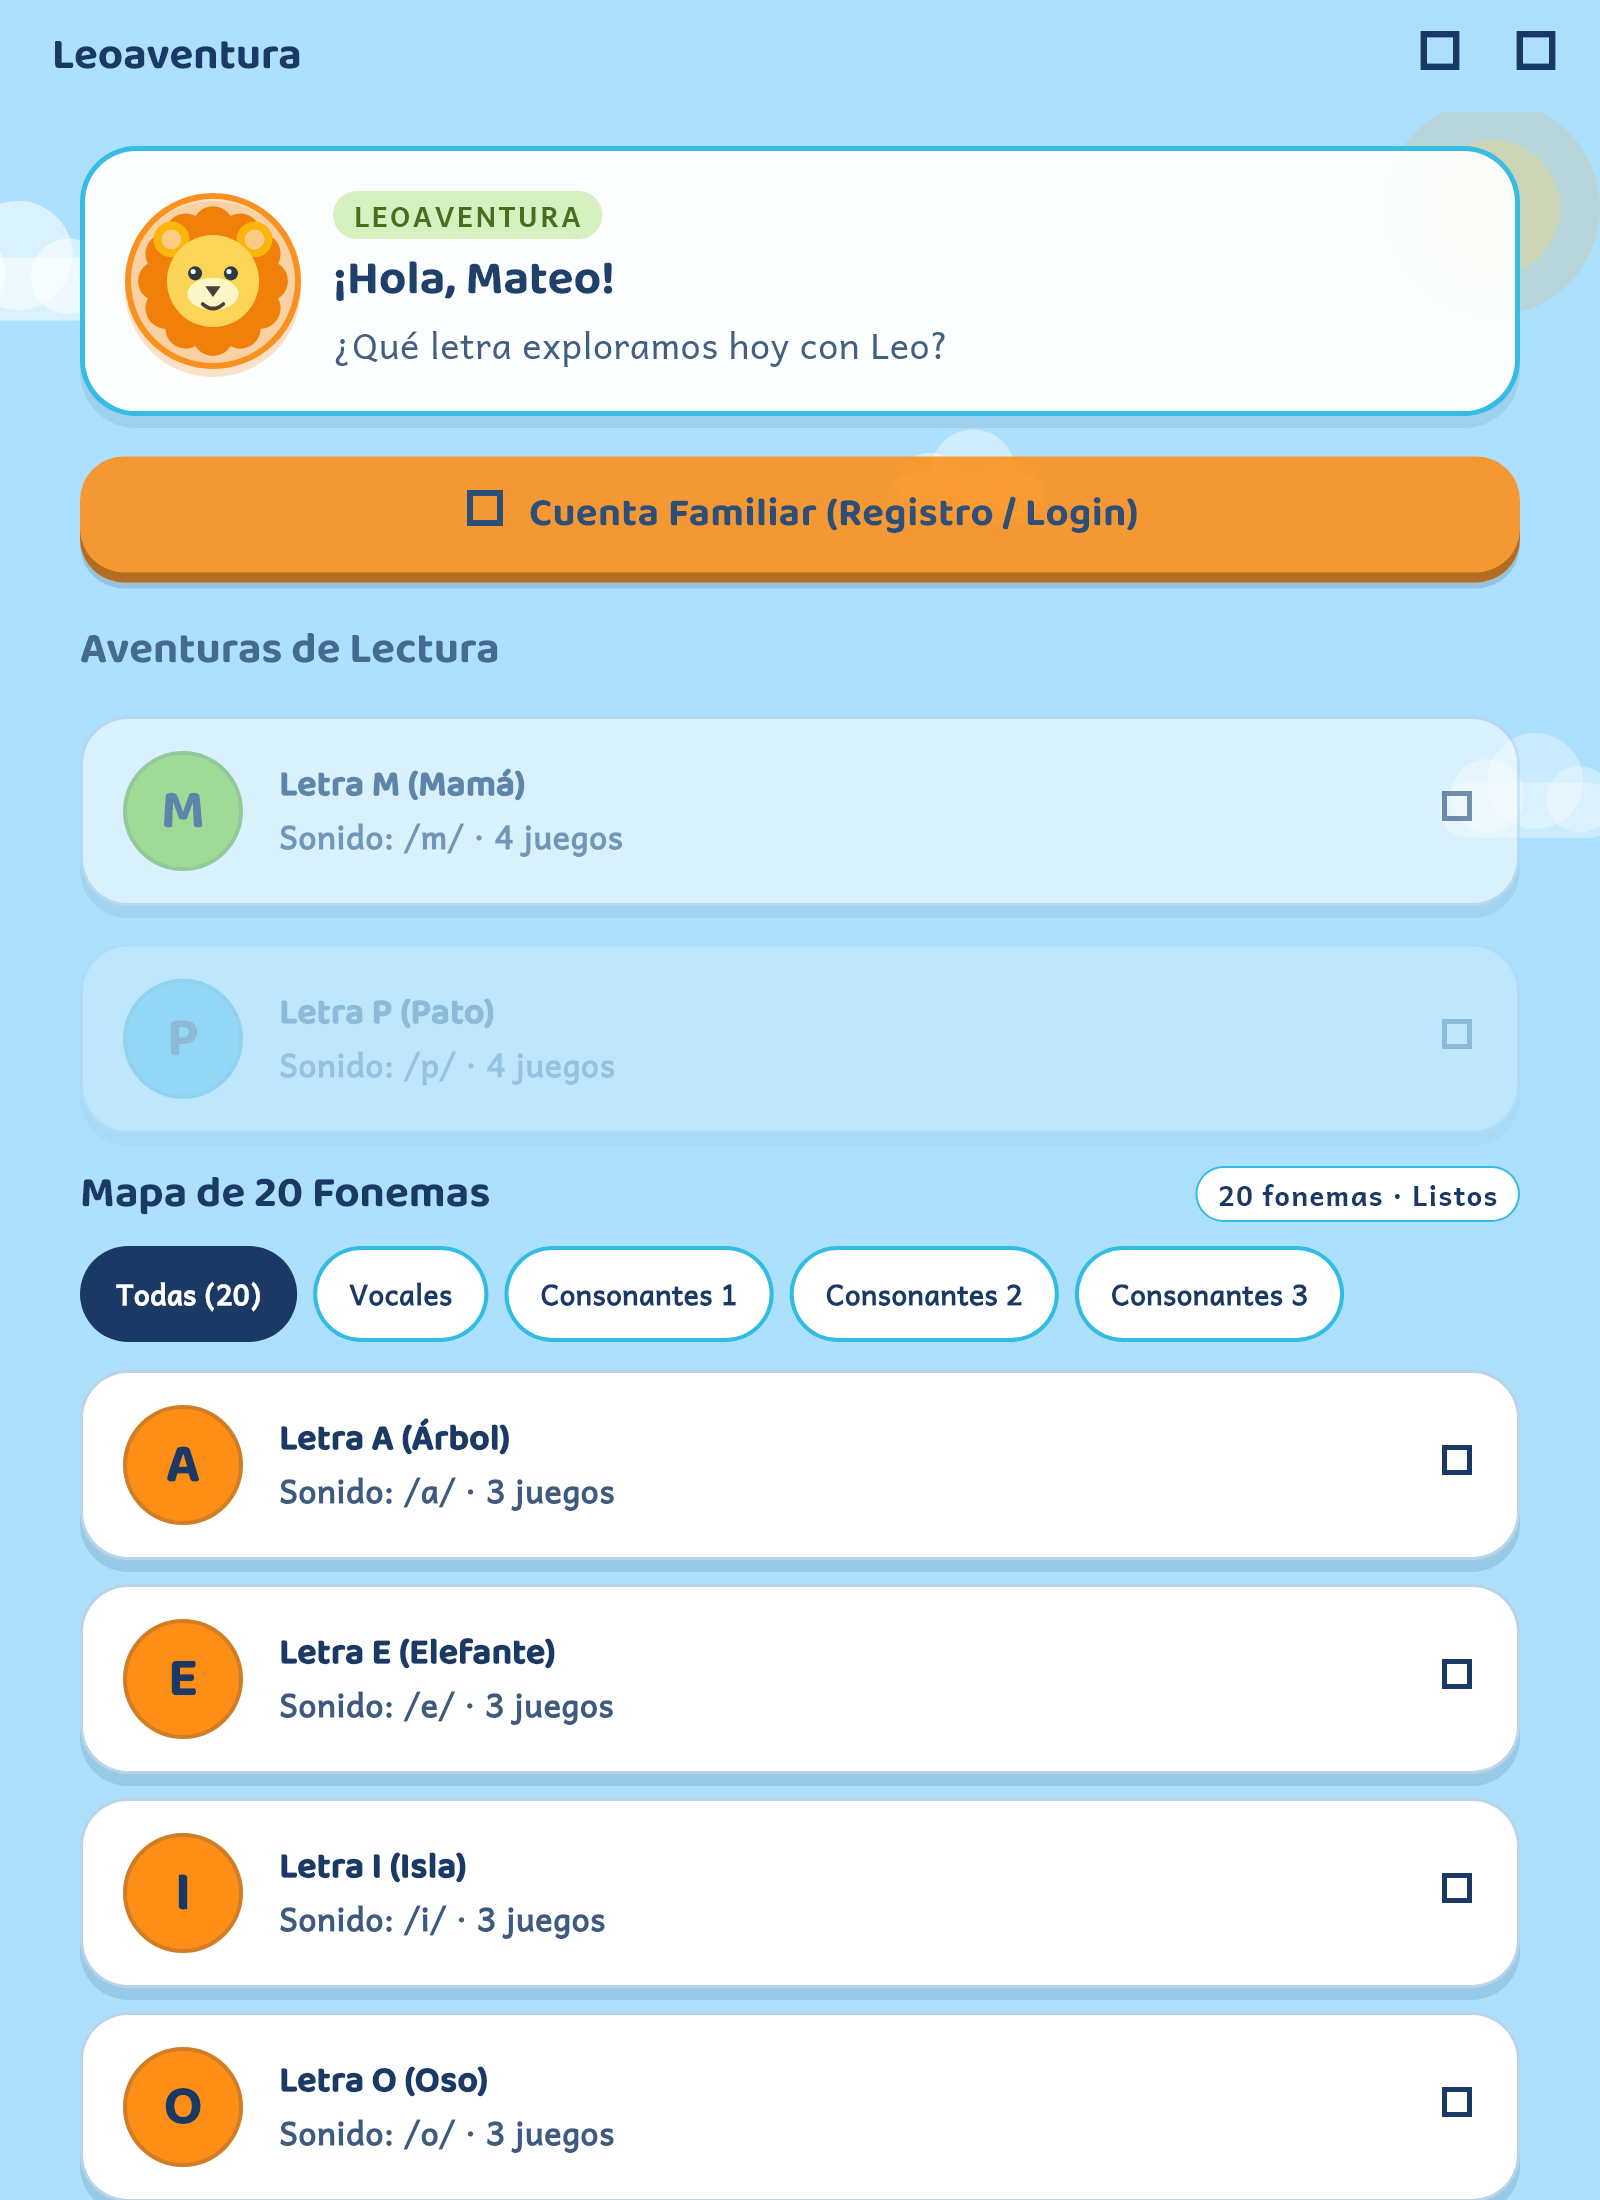 Leoaventura
LEOAVENTURA
¡Hola, Mateo!
¿Qué letra exploramos hoy con Leo?
Cuenta Familiar (Registro / Login)
Aventuras de Lectura
M
Letra M (Mamá)
Sonido: /m/ · 4 juegos
P
Letra P (Pato)
Sonido: /p/ · 4 juegos
Mapa de 20 Fonemas
20 fonemas · Listos
Todas (20) Vocales Consonantes 1 Consonantes 2 Consonantes 3
A
Letra A (Árbol)
Sonido: /a/ · 3 juegos
E
Letra E (Elefante)
Sonido: /e/ · 3 juegos
I
Letra I (Isla)
Sonido: /i/ · 3 juegos
O
Letra O (Oso)
Sonido: /o/ · 3 juegos